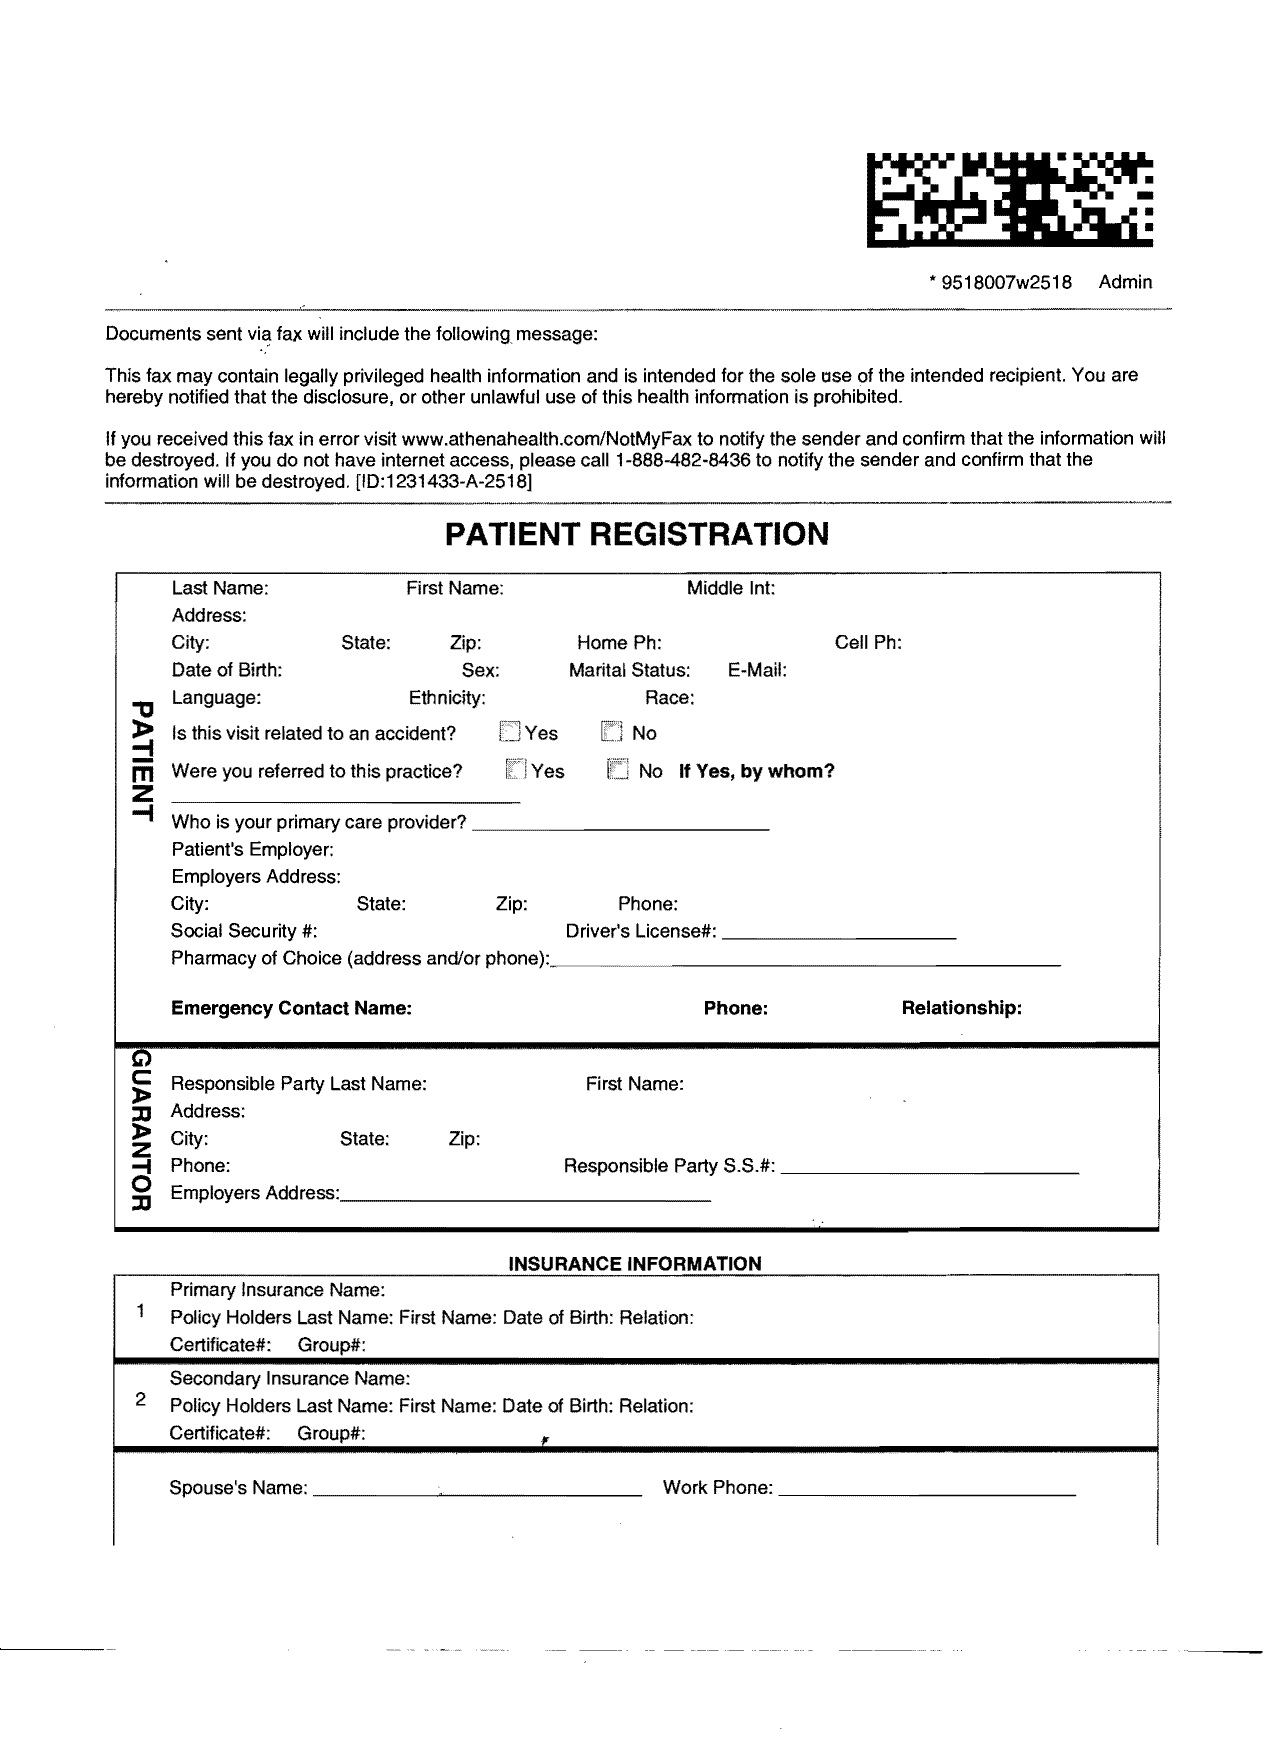 * 9518007w2518 Admin
Documents sent via fax will include the following message:
This fax may contain legally privileged health information and is intended for the sole use of the intended recipient. You are
hereby notified that the disclosure, or other unlawful use of this health information is prohibited.
If you received this fax in error visit www.athenahealth.com/NotMyFax to notify the sender and confirm that the information will
be destroyed. If you do not have internet access, please call 1-888-482-8436 to notify the sender and confirm that the
information will be destroyed. [ID:1231433-A-2518]
PATIENT REGISTRATION
PATIENT
Last Name: First Name: Middle Int:
Address:
City: State: Zip: Home Ph: Cell Ph:
Date of Birth: Sex: Marital Status: E-Mail:
Language: Ethnicity: Race:
Is this visit related to an accident? Yes No
Were you referred to this practice? Yes No If Yes, by whom?
Who is your primary care provider?
Patient's Employer:
Employers Address:
City: State: Zip: Phone:
Social Security #: Driver's License#:
Pharmacy of Choice (address and/or phone):
Emergency Contact Name: Phone: Relationship:
GUARANTOR
Responsible Party Last Name: First Name:
Address:
City: State: Zip:
Phone: Responsible Party S.S.#:
Employers Address:
INSURANCE INFORMATION
1
Primary Insurance Name:
Policy Holders Last Name: First Name: Date of Birth: Relation:
Certificate#: Group#:
2
Secondary Insurance Name:
Policy Holders Last Name: First Name: Date of Birth: Relation:
Certificate#: Group#:
Spouse's Name: Work Phone: